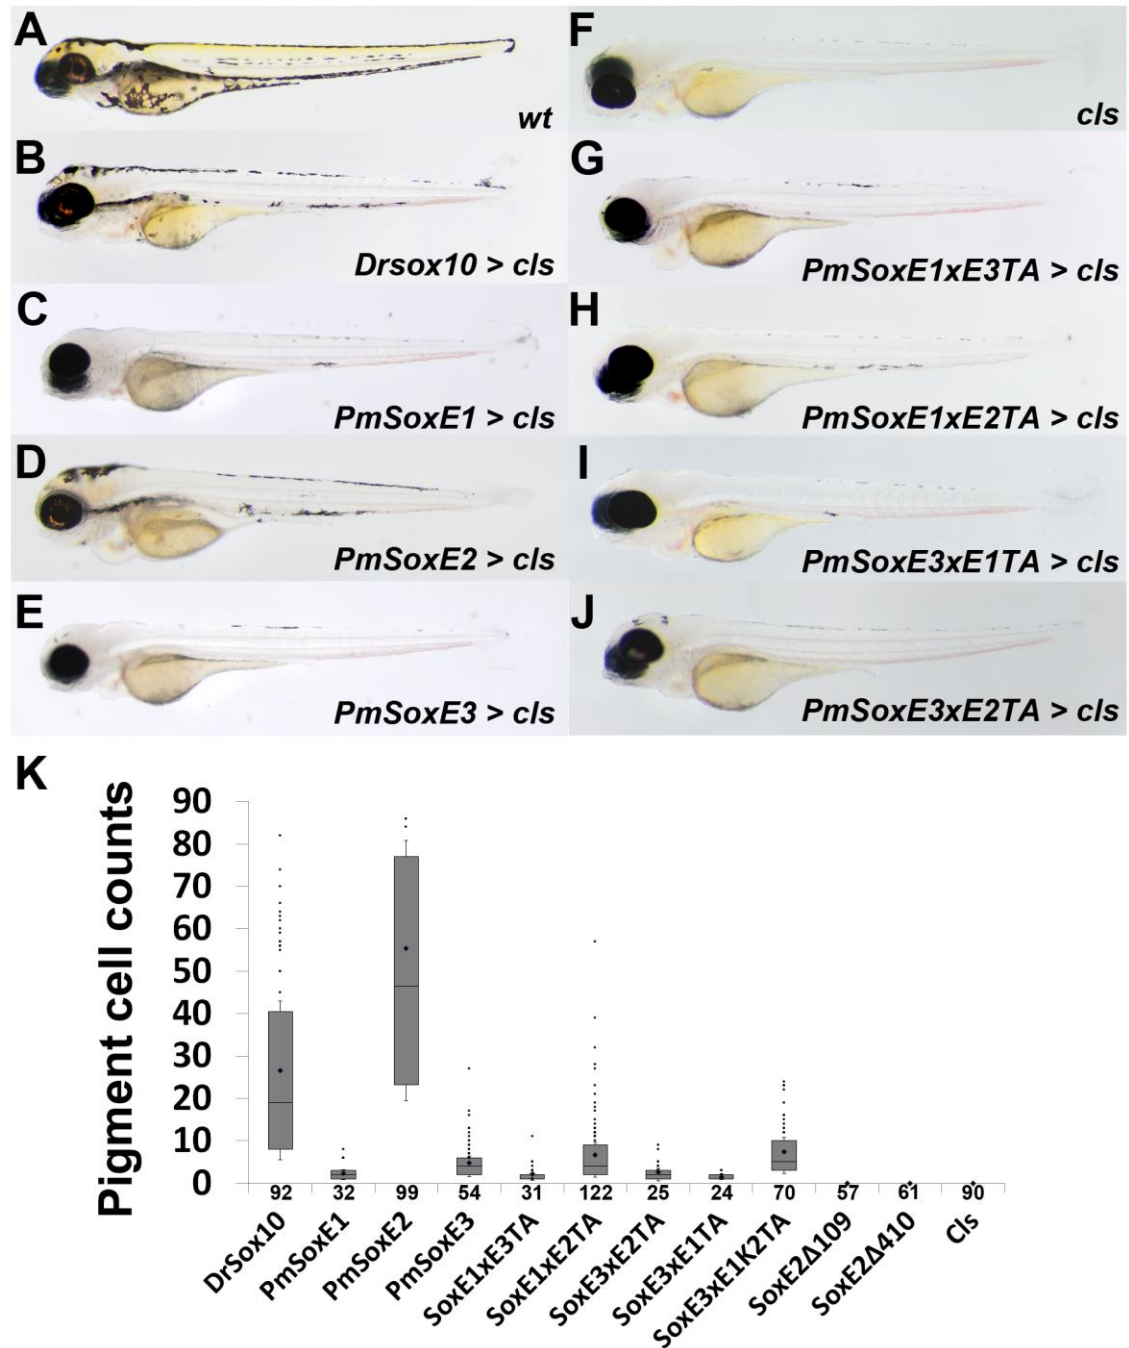 A
wt
B
Drsox10 > cls
C
PmSoxE1 > cls
D
PmSoxE2 > cls
E
PmSoxE3 > cls
F
cls
G
PmSoxE1xE3TA > cls
H
PmSoxE1xE2TA > cls
I
PmSoxE3xE1TA > cls
J
PmSoxE3xE2TA > cls
K
Pigment cell counts
90
80
70
60
50
40
30
20
10
0
92 32 99 54 31 122 25 24 70 57 61 90
DrSox10
PmSoxE1
PmSoxE2
PmSoxE3
SoxE1xE3TA
SoxE1xE2TA
SoxE3xE2TA
SoxE3xE1TA
SoxE3xE1K2TA
SoxE2Δ109
SoxE2Δ410
Cls